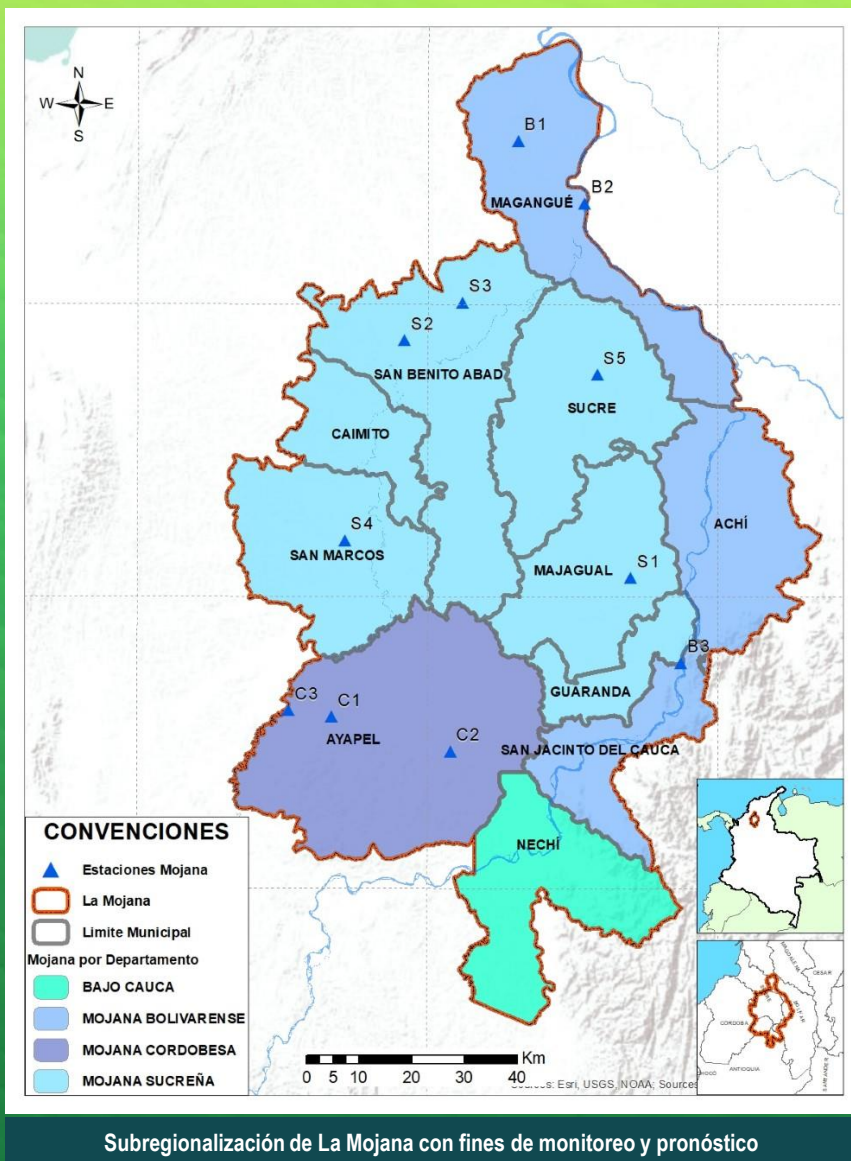 N
W E
S
B1
B2
MAGANGUÉ
S3
S2
SAN BENITO ABAD
S5
SUCRE
CAIMITO
ACHÍ
S4
SAN MARCOS
MAJAGUAL
S1
B3
GUARANDA
C3
C1
AYAPEL
C2
SAN JACINTO DEL CAUCA
NECHÍ
CONVENCIONES
Estaciones Mojana
La Mojana
Limite Municipal
Mojana por Departamento
BAJO CAUCA
MOJANA BOLIVARENSE
MOJANA CORDOBESA
MOJANA SUCREÑA
Km
0 5 10 20 30 40
Sources: Esri, USGS, NOAA; Sources
CESAR
BOLIVAR
CORDOBA
ANTIOQUIA
Subregionalización de La Mojana con fines de monitoreo y pronóstico